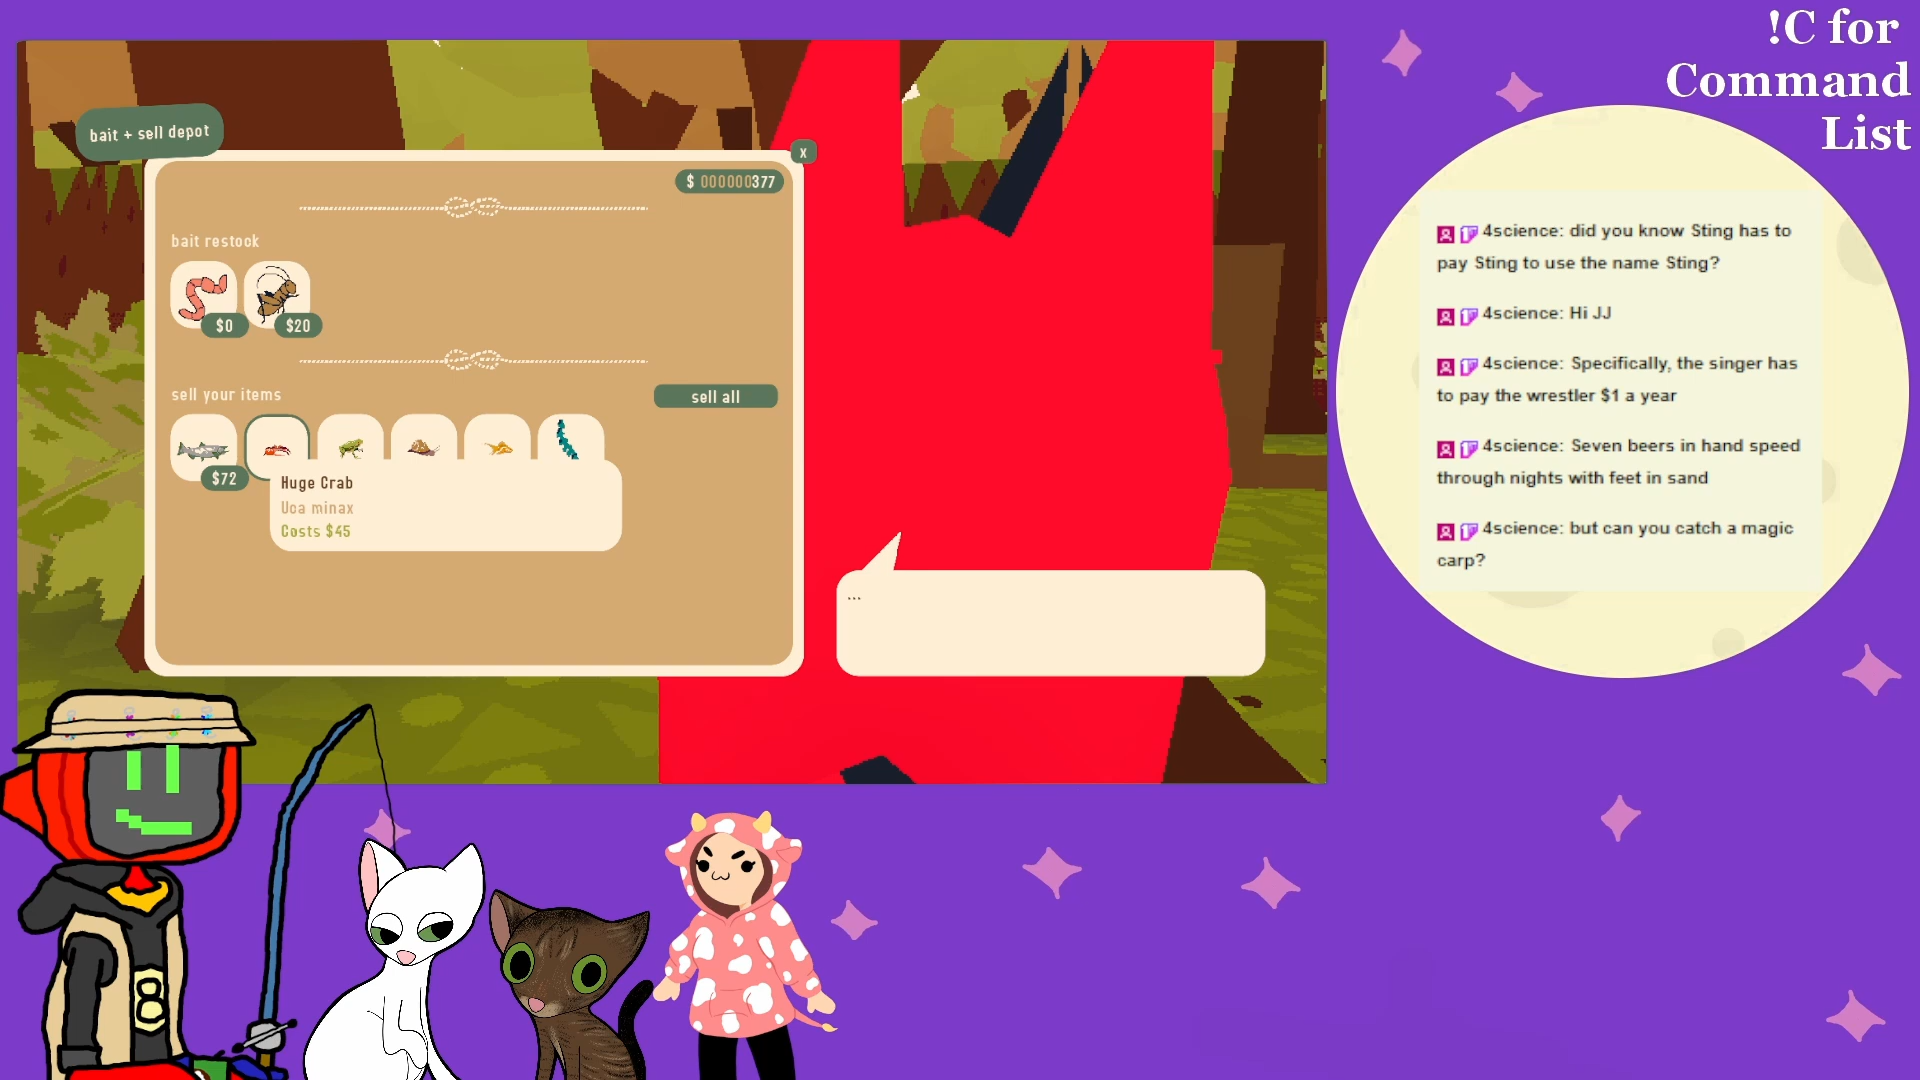 !C for
Command
List
bait + sell depot
x
$ 000000377
bait restock
$0
$20
sell your items
sell all
$72
Huge Crab
Uca minax
Costs $45
...
4science: did you know Sting has to
pay Sting to use the name Sting?
4science: Hi JJ
4science: Specifically, the singer has
to pay the wrestler $1 a year
4science: Seven beers in hand speed
through nights with feet in sand
4science: but can you catch a magic
carp?
8